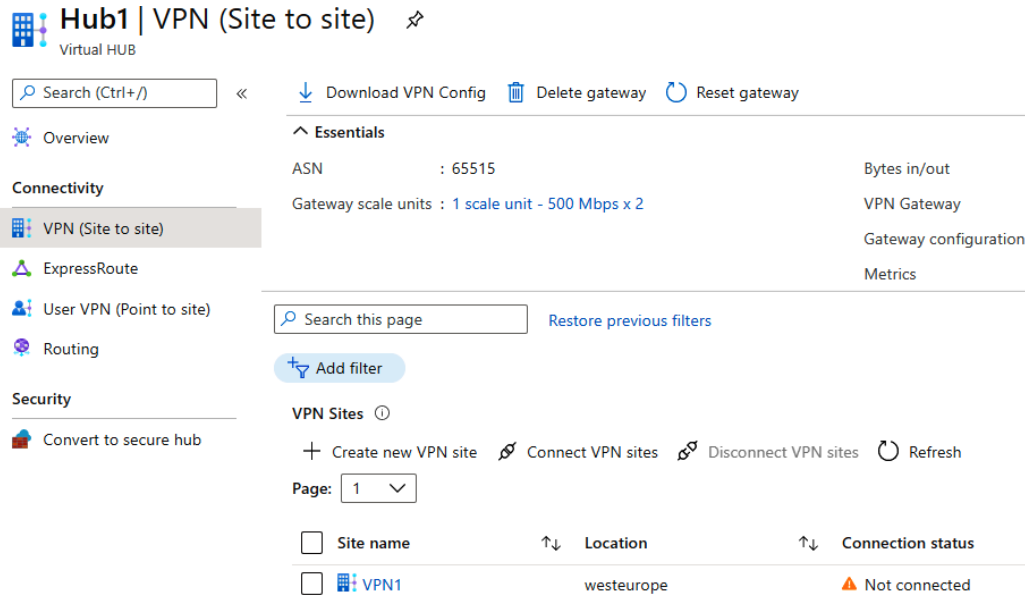 Hub1 | VPN (Site to site)
Virtual HUB
Search (Ctrl+/)
«
Overview
Connectivity
VPN (Site to site)
ExpressRoute
User VPN (Point to site)
Routing
Security
Convert to secure hub
Download VPN Config Delete gateway Reset gateway
Essentials
ASN : 65515 Bytes in/out
Gateway scale units : 1 scale unit - 500 Mbps x 2 VPN Gateway
Gateway configuration
Metrics
Search this page Restore previous filters
Add filter
VPN Sites
Create new VPN site Connect VPN sites Disconnect VPN sites Refresh
Page: 1
Site name Location Connection status
VPN1 westeurope Not connected